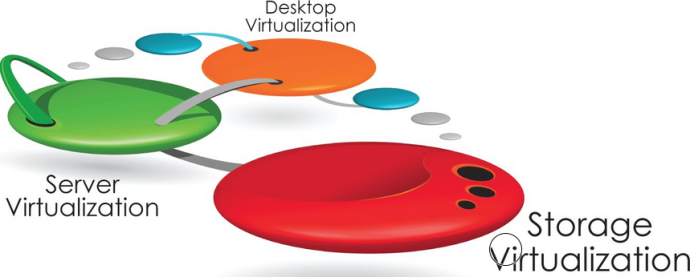 Desktop
Virtualization
Server
Virtualization
Storage
Virtualization